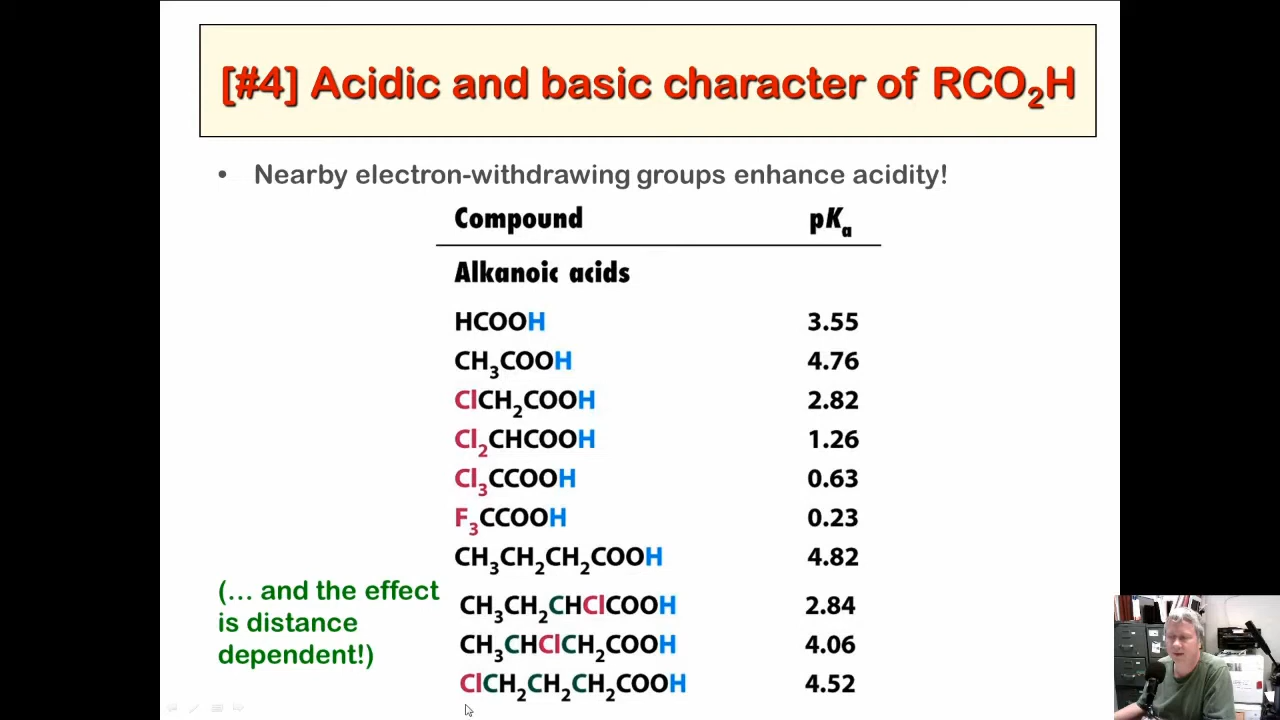 [#4] Acidic and basic character of RCO₂H
• Nearby electron-withdrawing groups enhance acidity!
Compound pKₐ
Alkanoic acids
HCOOH 3.55
CH₃COOH 4.76
ClCH₂COOH 2.82
Cl₂CHCOOH 1.26
Cl₃CCOOH 0.63
F₃CCOOH 0.23
CH₃CH₂CH₂COOH 4.82
CH₃CH₂CHClCOOH 2.84
CH₃CHClCH₂COOH 4.06
ClCH₂CH₂CH₂COOH 4.52
(... and the effect
is distance
dependent!)